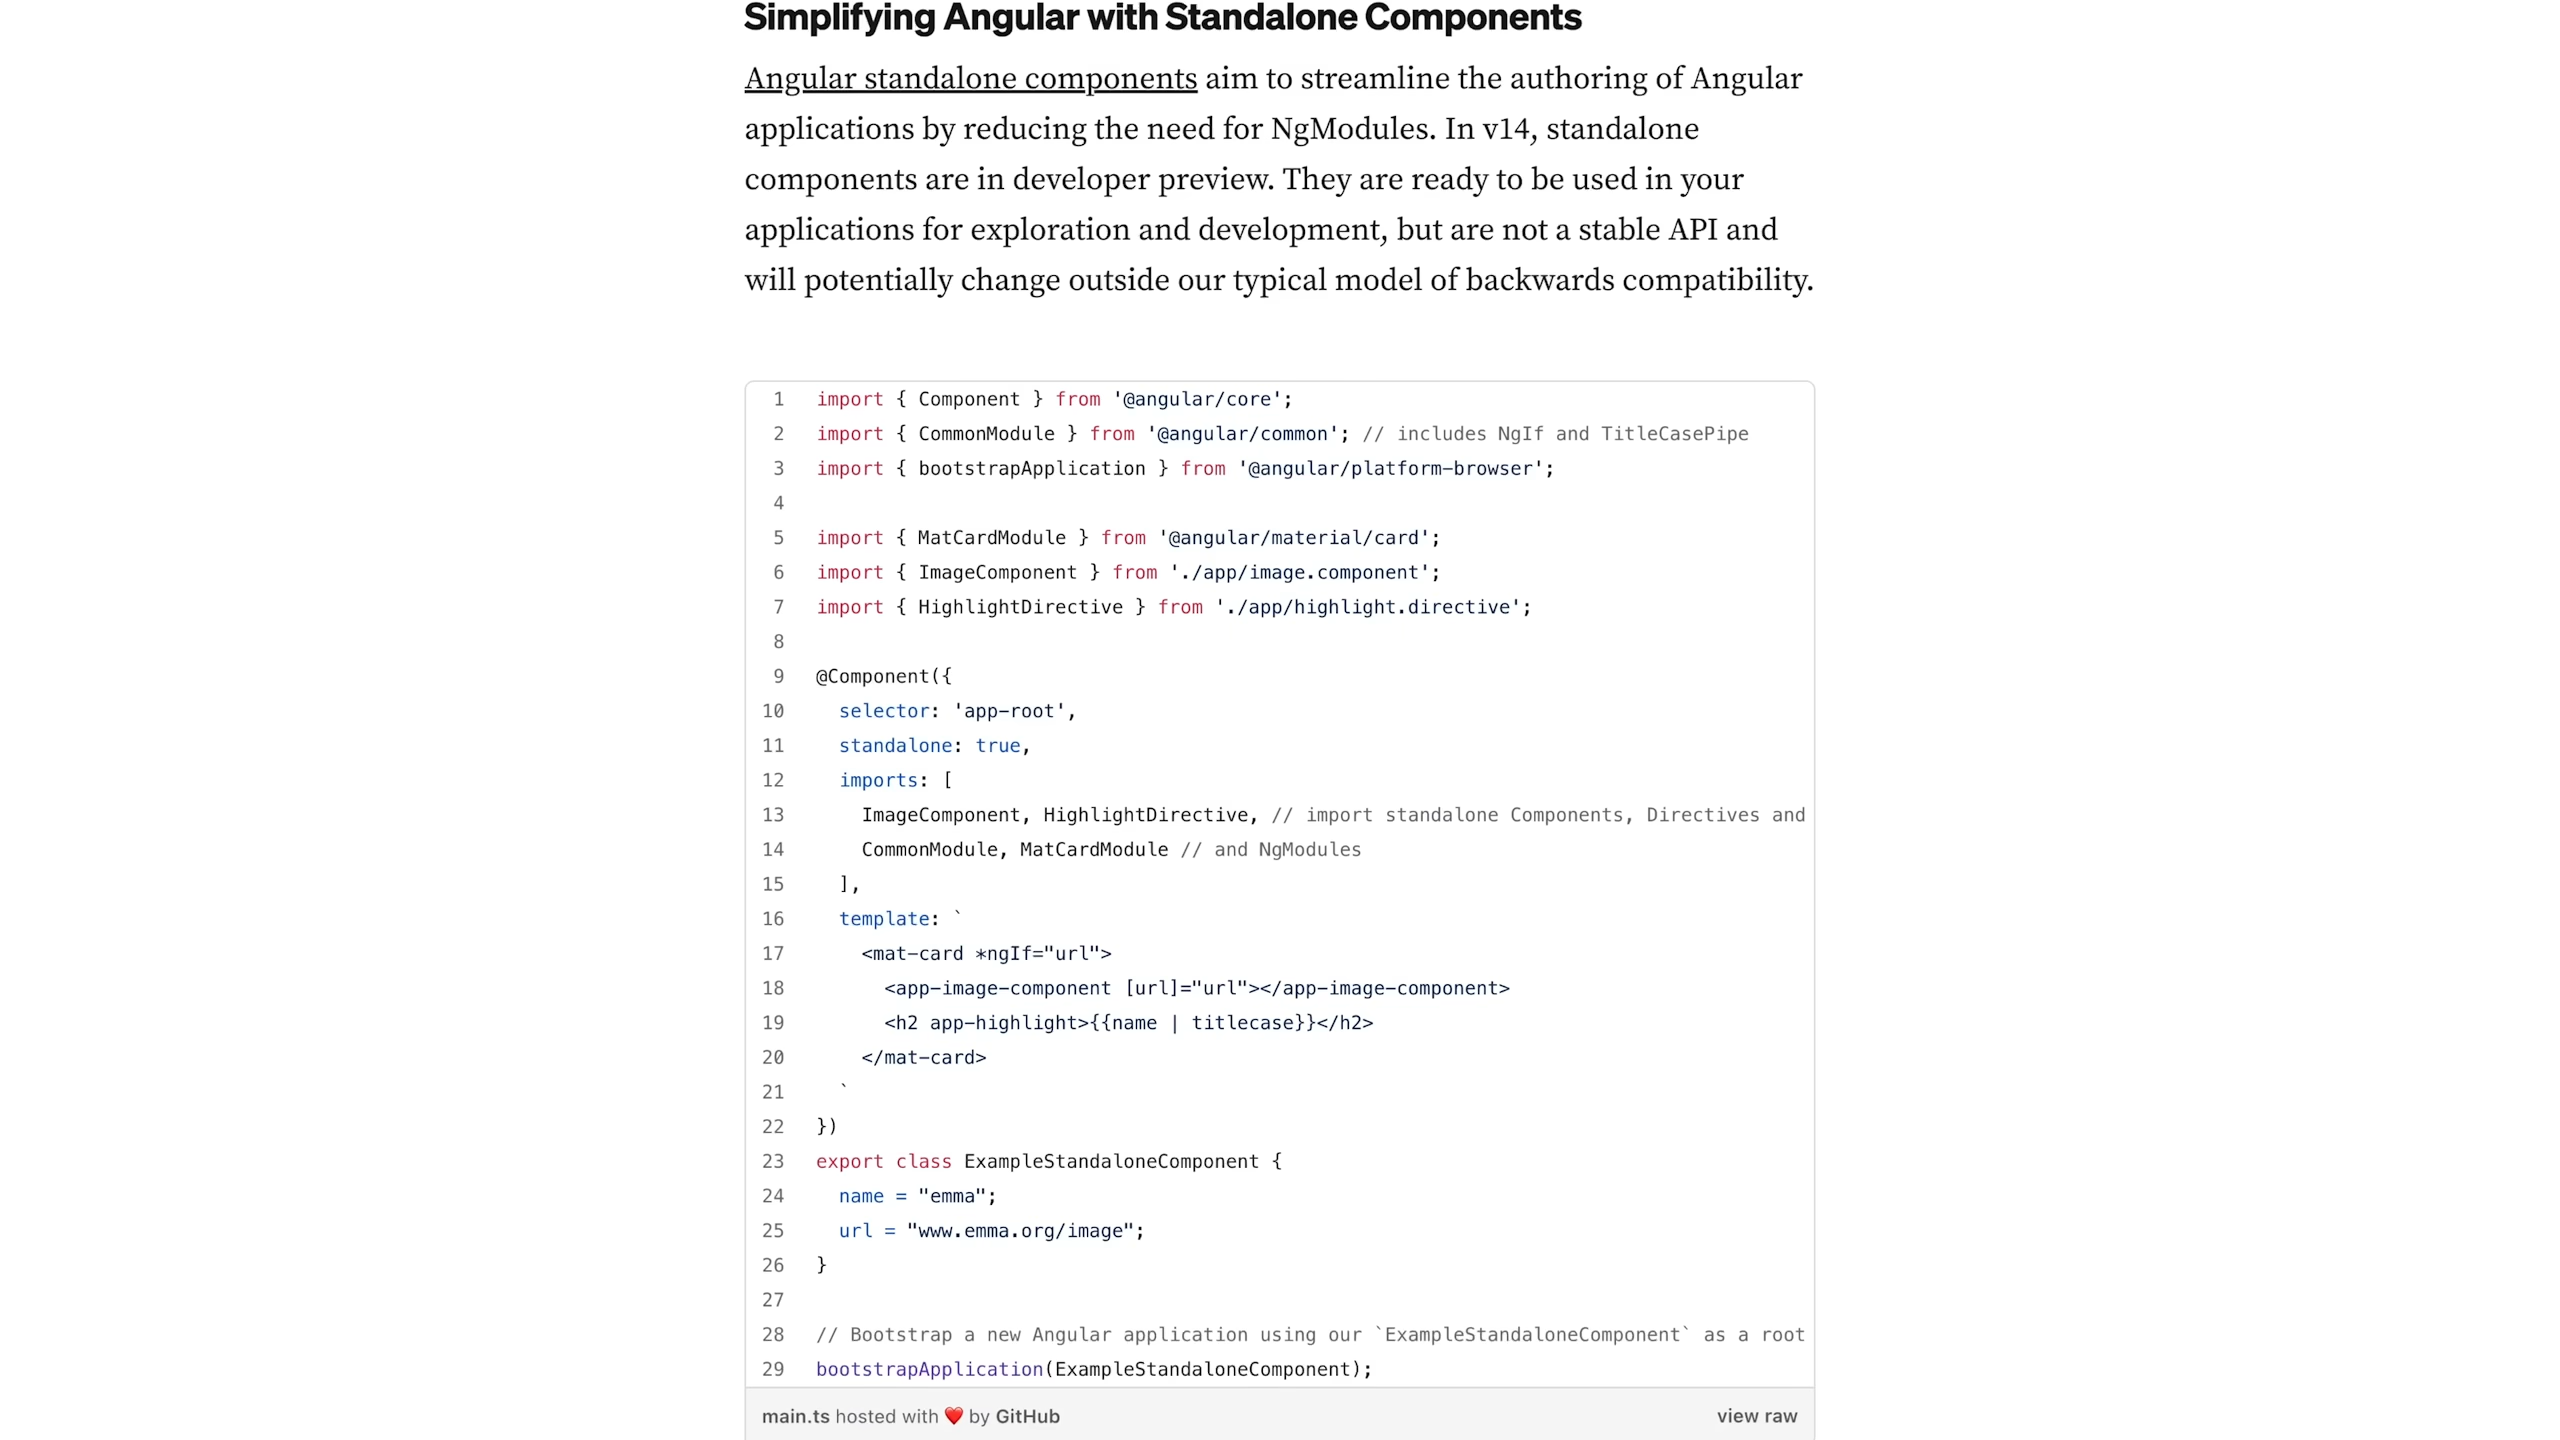 Simplifying Angular with Standalone Components
Angular standalone components aim to streamline the authoring of Angular
applications by reducing the need for NgModules. In v14, standalone
components are in developer preview. They are ready to be used in your
applications for exploration and development, but are not a stable API and
will potentially change outside our typical model of backwards compatibility.
1 import { Component } from '@angular/core';
2 import { CommonModule } from '@angular/common'; // includes NgIf and TitleCasePipe
3 import { bootstrapApplication } from '@angular/platform-browser';
4
5 import { MatCardModule } from '@angular/material/card';
6 import { ImageComponent } from './app/image.component';
7 import { HighlightDirective } from './app/highlight.directive';
8
9 @Component({
10   selector: 'app-root',
11   standalone: true,
12   imports: [
13     ImageComponent, HighlightDirective, // import standalone Components, Directives and
14     CommonModule, MatCardModule // and NgModules
15   ],
16   template: `
17     <mat-card *ngIf="url">
18       <app-image-component [url]="url"></app-image-component>
19       <h2 app-highlight>{{name | titlecase}}</h2>
20     </mat-card>
21   `
22 })
23 export class ExampleStandaloneComponent {
24   name = "emma";
25   url = "www.emma.org/image";
26 }
27
28 // Bootstrap a new Angular application using our `ExampleStandaloneComponent` as a root
29 bootstrapApplication(ExampleStandaloneComponent);
main.ts hosted with ❤ by GitHub view raw